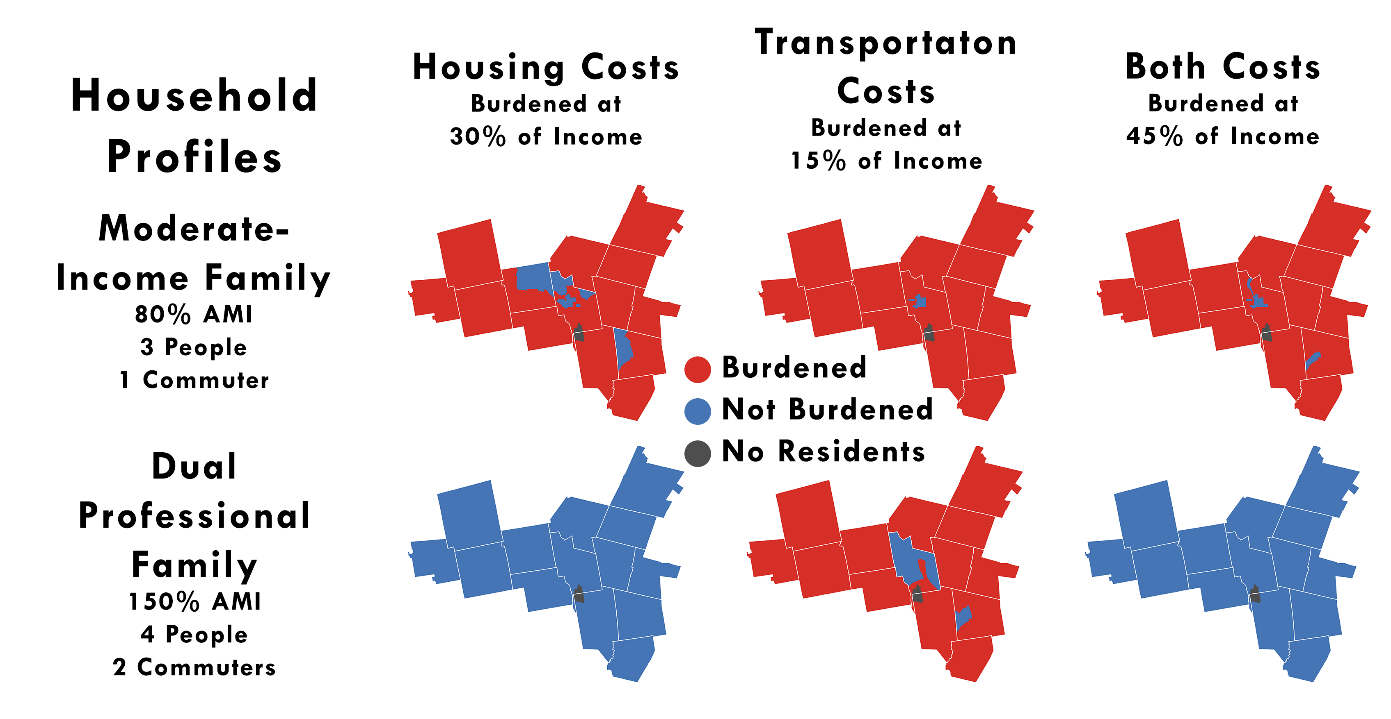 Household
Profiles
Housing Costs
Burdened at
30% of Income
Transportaton
Costs
Burdened at
15% of Income
Both Costs
Burdened at
45% of Income
Moderate-
Income Family
80% AMI
3 People
1 Commuter
Burdened
Not Burdened
No Residents
Dual
Professional
Family
150% AMI
4 People
2 Commuters